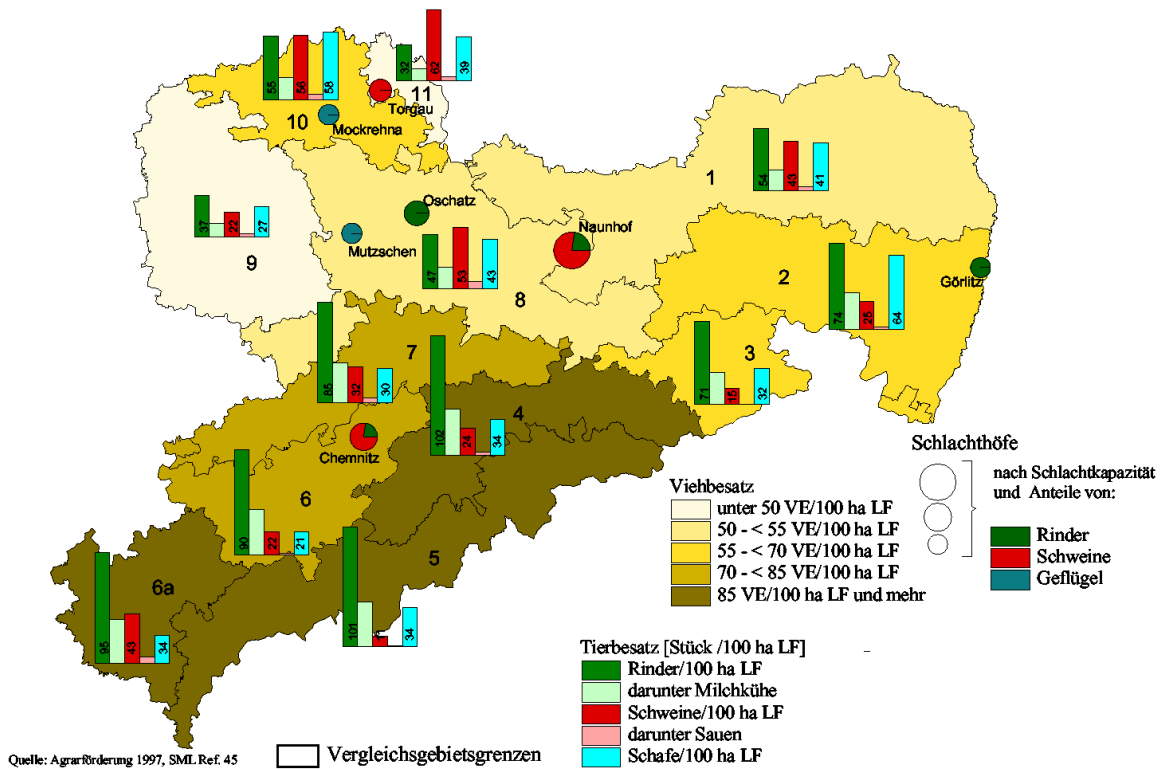 55
56
58
10
32
62
39
11
Torgau
Mockrehna
1
54
43
41
37
22
27
9
Oschatz
Mutzschen
Naunhof
47
53
43
8
2
74
25
64
Görlitz
85
32
30
7
71
15
32
3
102
24
34
4
Chemnitz
90
22
21
6
101
11
34
5
95
43
34
6a
Schlachthöfe
nach Schlachtkapazität
und Anteile von:
Rinder
Schweine
Geflügel
Viehbesatz
unter 50 VE/100 ha LF
50 - < 55 VE/100 ha LF
55 - < 70 VE/100 ha LF
70 - < 85 VE/100 ha LF
85 VE/100 ha LF und mehr
Tierbesatz [Stück /100 ha LF]
Rinder/100 ha LF
darunter Milchkühe
Schweine/100 ha LF
darunter Sauen
Schafe/100 ha LF
Vergleichsgebietsgrenzen
Quelle: Agrarförderung 1997, SML Ref. 45